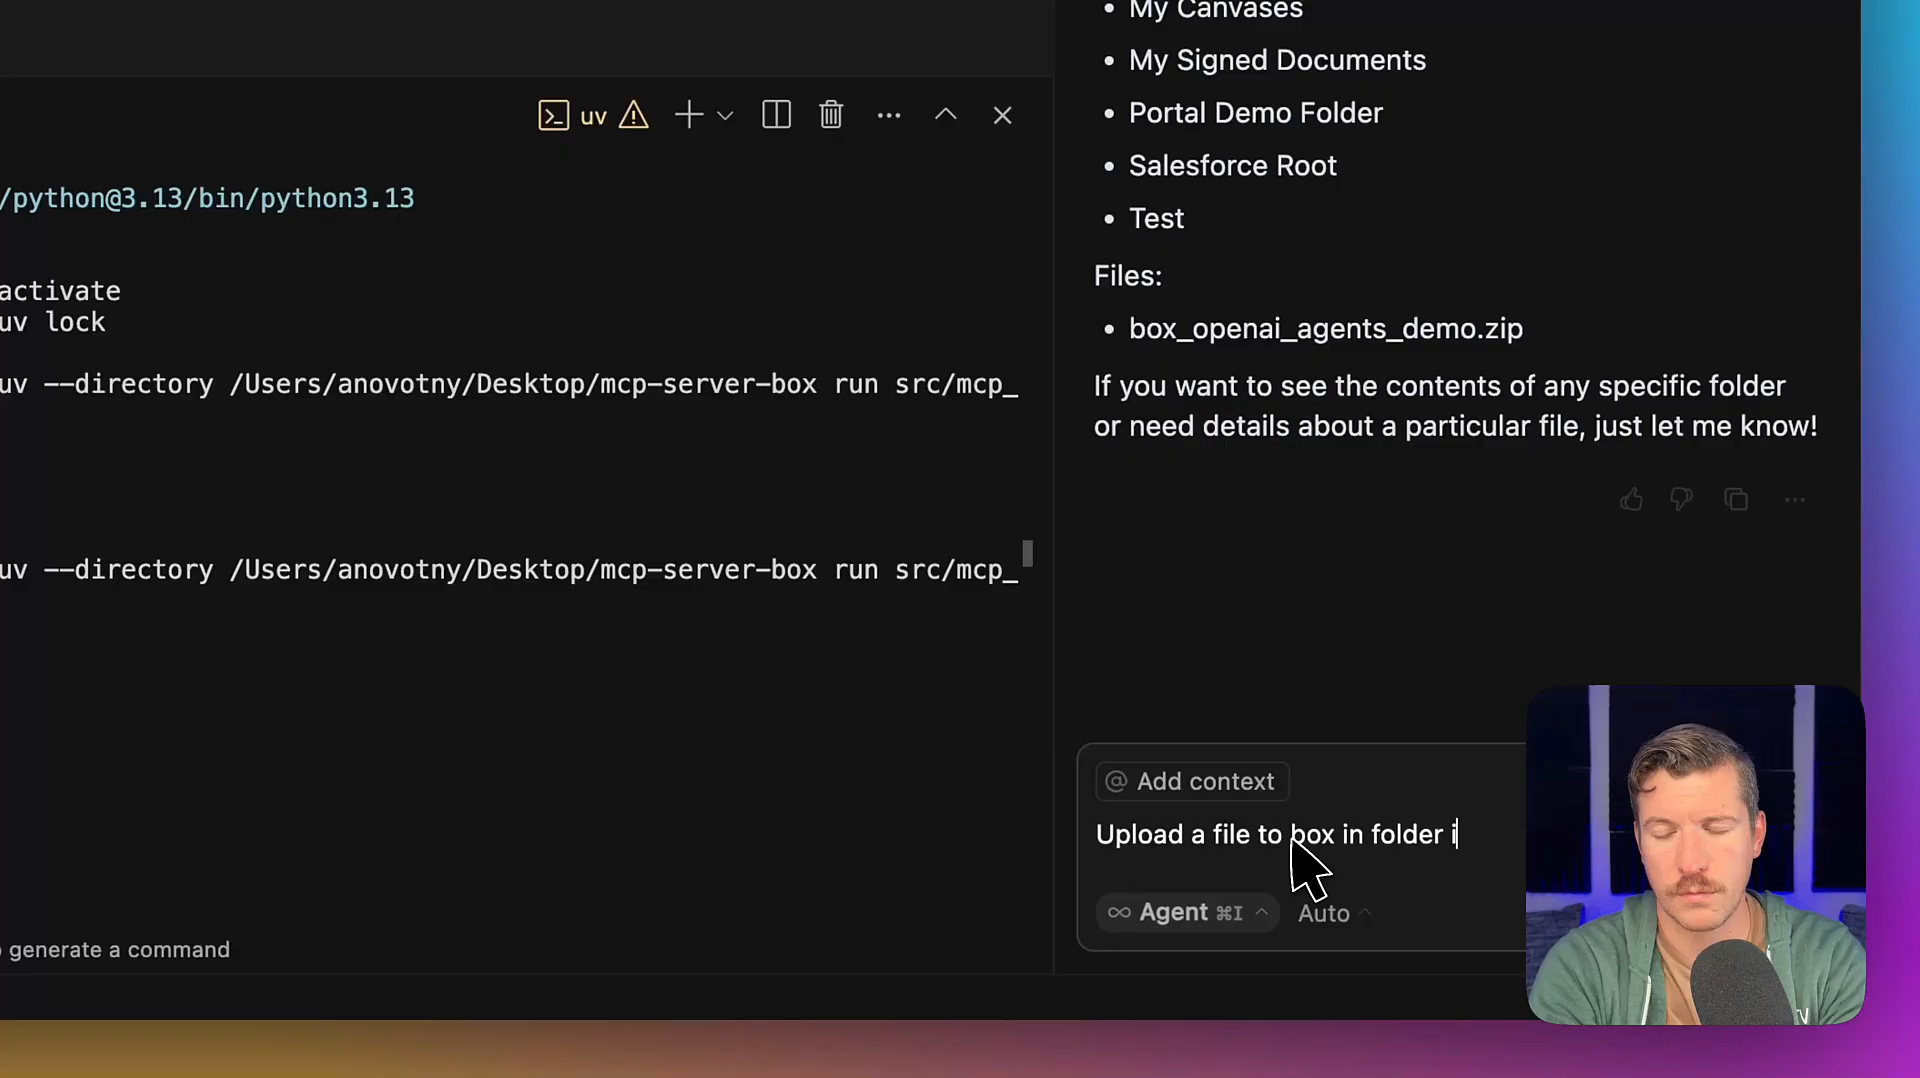 uv
/python@3.13/bin/python3.13
activate
uv lock
uv --directory /Users/anovotny/Desktop/mcp-server-box run src/mcp_
uv --directory /Users/anovotny/Desktop/mcp-server-box run src/mcp_
generate a command
• My Canvases
• My Signed Documents
• Portal Demo Folder
• Salesforce Root
• Test
Files:
• box_openai_agents_demo.zip
If you want to see the contents of any specific folder
or need details about a particular file, just let me know!
@ Add context
Upload a file to box in folder i
∞ Agent ⌘I Auto